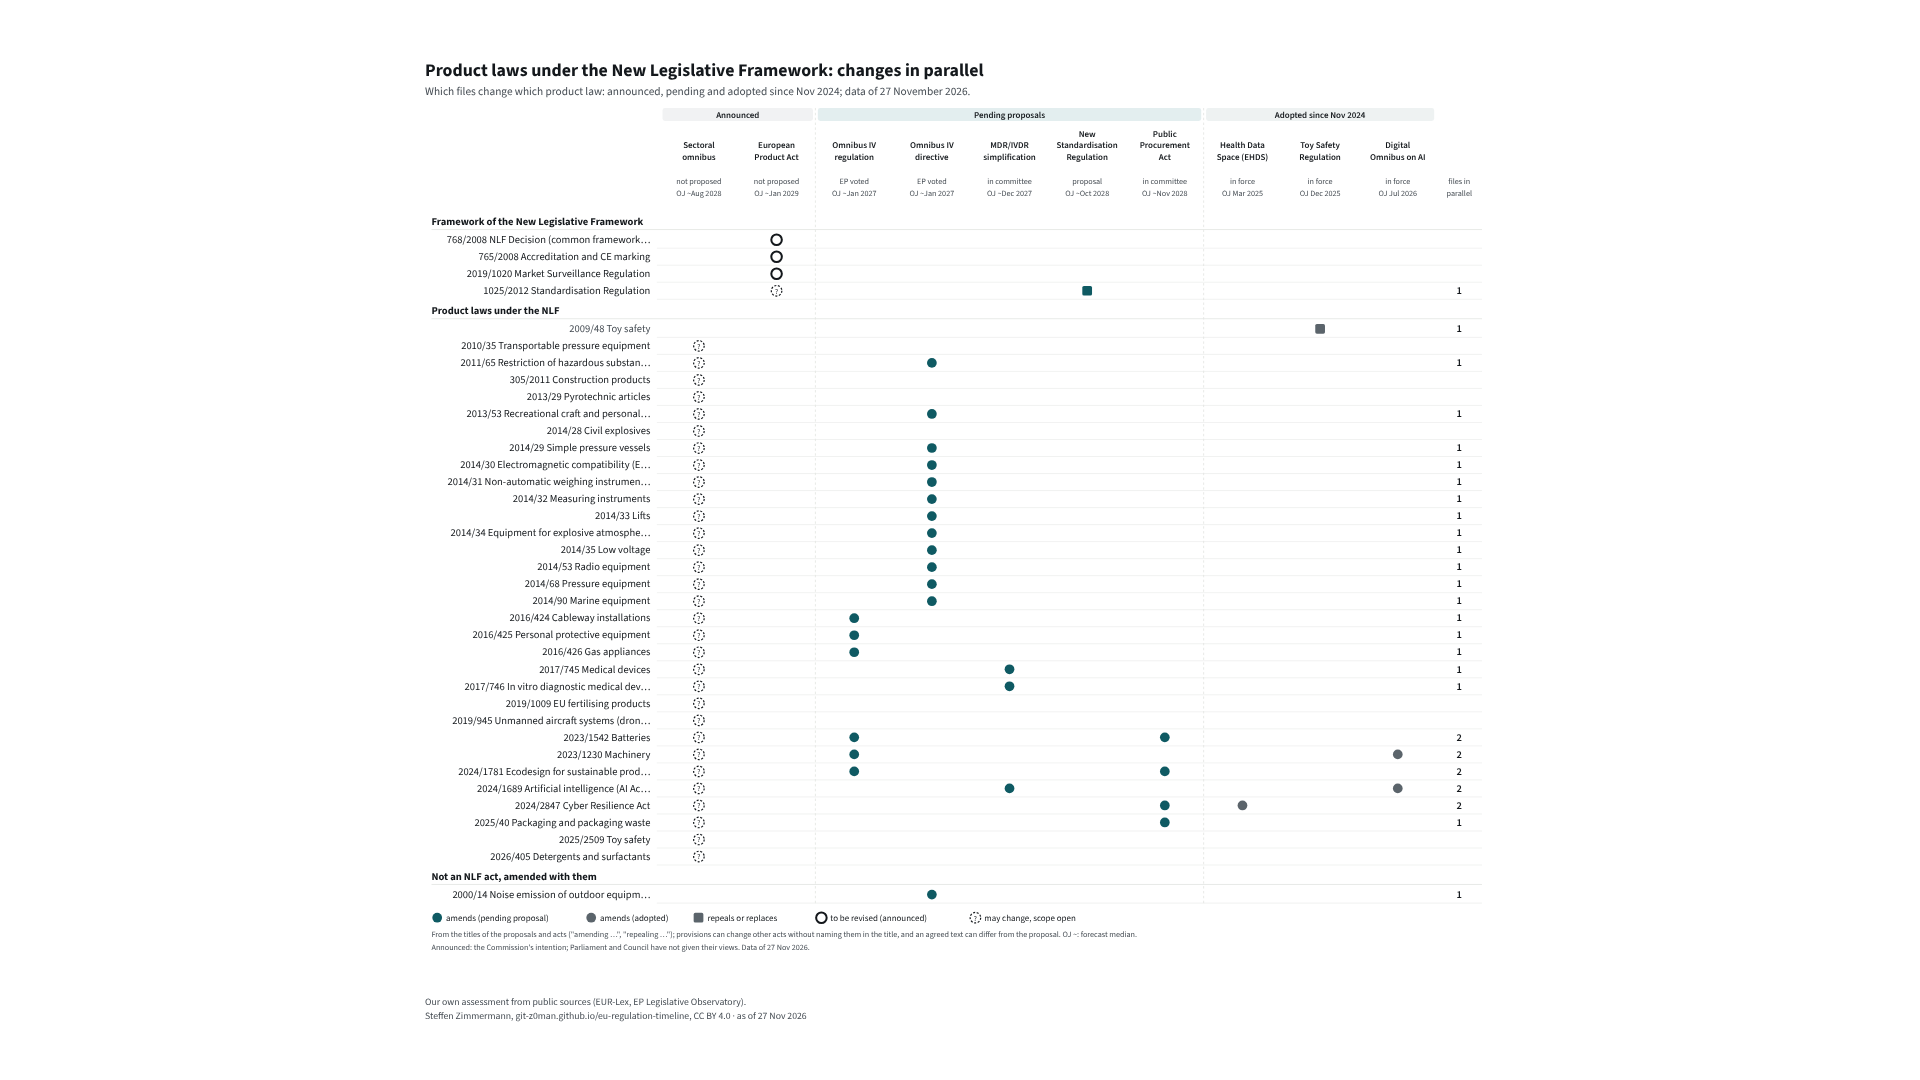 Product laws under the New Legislative Framework: changes in parallel
Which files change which product law: announced, pending and adopted since Nov 2024; data of 27 November 2026.
Announced
Pending proposals
Adopted since Nov 2024
Sectoral omnibus
European Product Act
Omnibus IV regulation
Omnibus IV directive
MDR/IVDR simplification
New Standardisation Regulation
Public Procurement Act
Health Data Space (EHDS)
Toy Safety Regulation
Digital Omnibus on AI
not proposed OJ ~Aug 2028
not proposed OJ ~Jan 2029
EP voted OJ ~Jan 2027
EP voted OJ ~Jan 2027
in committee OJ ~Dec 2027
proposal OJ ~Oct 2028
in committee OJ ~Nov 2028
in force OJ Mar 2025
in force OJ Dec 2025
in force OJ Jul 2026
files in parallel
Framework of the New Legislative Framework
768/2008 NLF Decision (common framework…
765/2008 Accreditation and CE marking
2019/1020 Market Surveillance Regulation
1025/2012 Standardisation Regulation ? 1
Product laws under the NLF
2009/48 Toy safety 1
2010/35 Transportable pressure equipment ?
2011/65 Restriction of hazardous substan… ? 1
305/2011 Construction products ?
2013/29 Pyrotechnic articles ?
2013/53 Recreational craft and personal… ? 1
2014/28 Civil explosives ?
2014/29 Simple pressure vessels ? 1
2014/30 Electromagnetic compatibility (E… ? 1
2014/31 Non-automatic weighing instrumen… ? 1
2014/32 Measuring instruments ? 1
2014/33 Lifts ? 1
2014/34 Equipment for explosive atmosphe… ? 1
2014/35 Low voltage ? 1
2014/53 Radio equipment ? 1
2014/68 Pressure equipment ? 1
2014/90 Marine equipment ? 1
2016/424 Cableway installations ? 1
2016/425 Personal protective equipment ? 1
2016/426 Gas appliances ? 1
2017/745 Medical devices ? 1
2017/746 In vitro diagnostic medical dev… ? 1
2019/1009 EU fertilising products ?
2019/945 Unmanned aircraft systems (dron… ?
2023/1542 Batteries ? 2
2023/1230 Machinery ? 2
2024/1781 Ecodesign for sustainable prod… ? 2
2024/1689 Artificial intelligence (AI Ac… ? 2
2024/2847 Cyber Resilience Act ? 2
2025/40 Packaging and packaging waste ? 1
2025/2509 Toy safety ?
2026/405 Detergents and surfactants ?
Not an NLF act, amended with them
2000/14 Noise emission of outdoor equipm… 1
amends (pending proposal)
amends (adopted)
repeals or replaces
to be revised (announced)
? may change, scope open
From the titles of the proposals and acts ("amending …", "repealing …"); provisions can change other acts without naming them in the title, and an agreed text can differ from the proposal. OJ ~: forecast median.
Announced: the Commission's intention; Parliament and Council have not given their views. Data of 27 Nov 2026.
Our own assessment from public sources (EUR-Lex, EP Legislative Observatory).
Steffen Zimmermann, git-z0man.github.io/eu-regulation-timeline, CC BY 4.0 · as of 27 Nov 2026